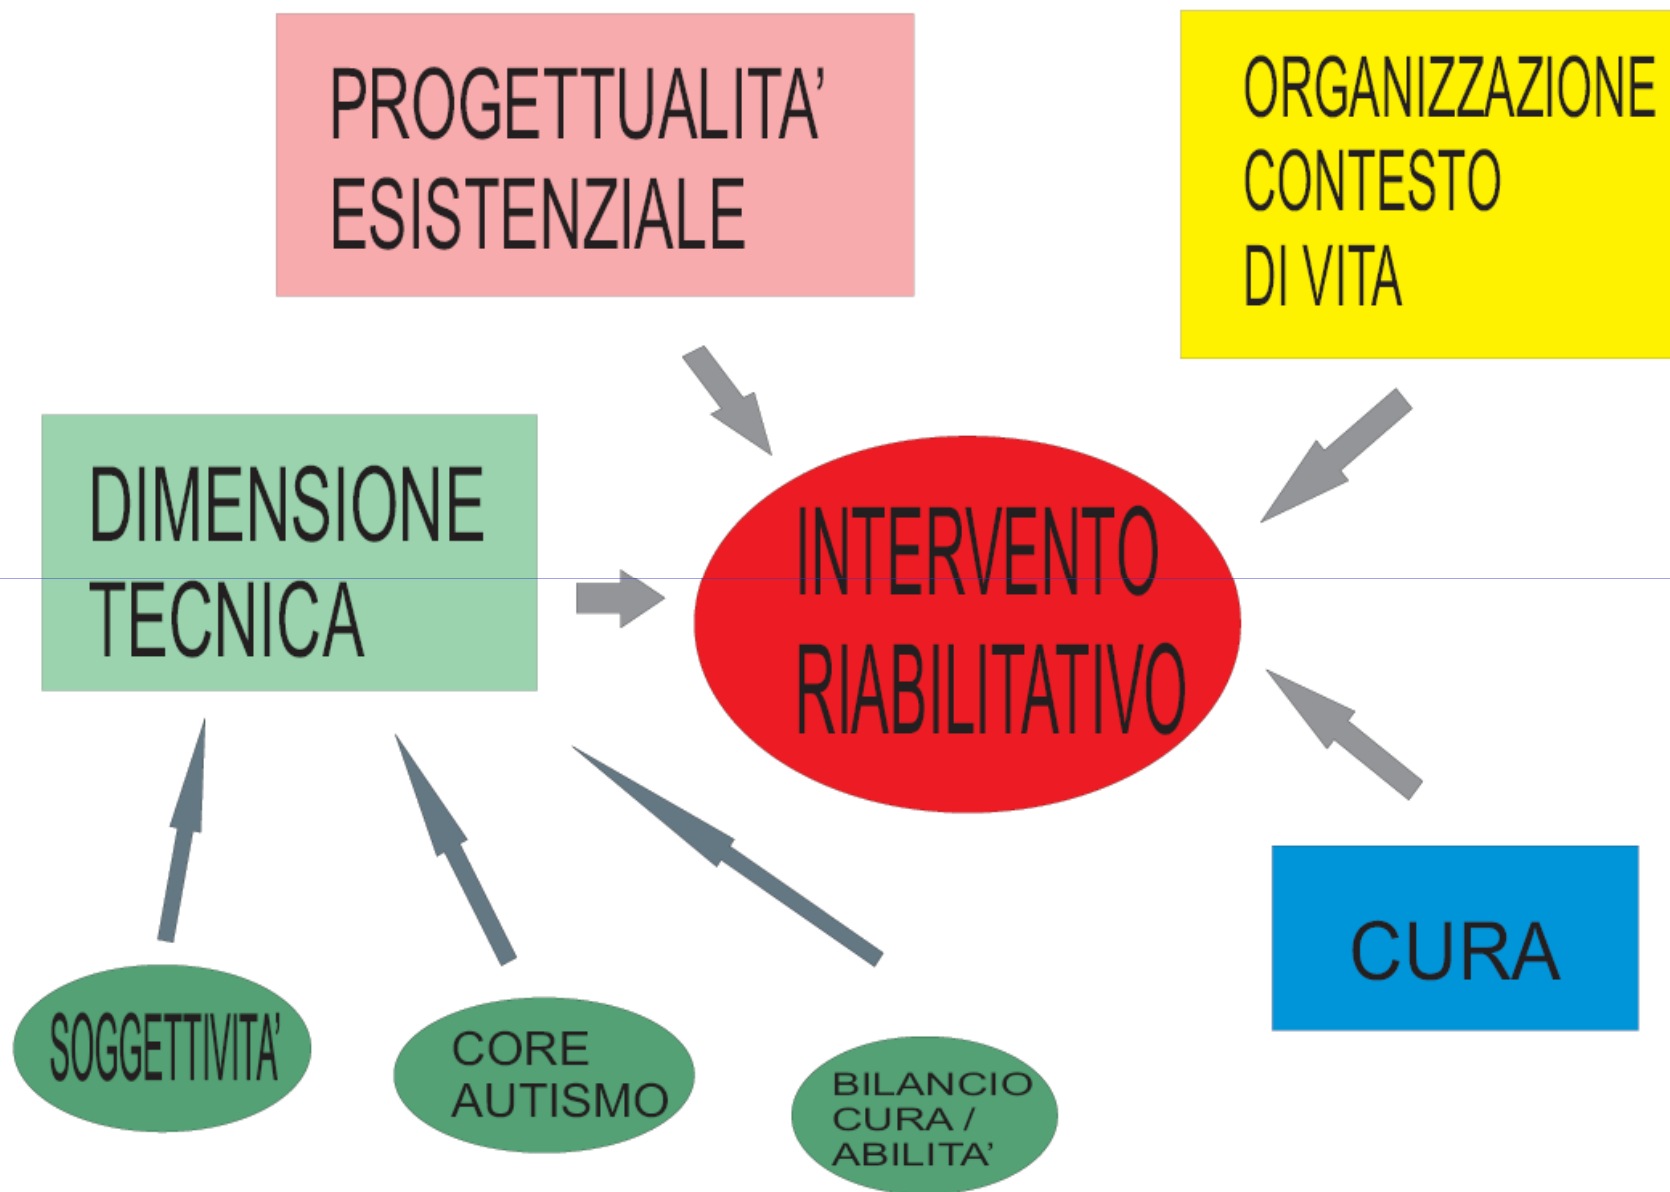 PROGETTUALITA’
ESISTENZIALE
ORGANIZZAZIONE
CONTESTO
DI VITA
DIMENSIONE
TECNICA
INTERVENTO
RIABILITATIVO
CURA
SOGGETTIVITA’
CORE
AUTISMO
BILANCIO
CURA /
ABILITA’